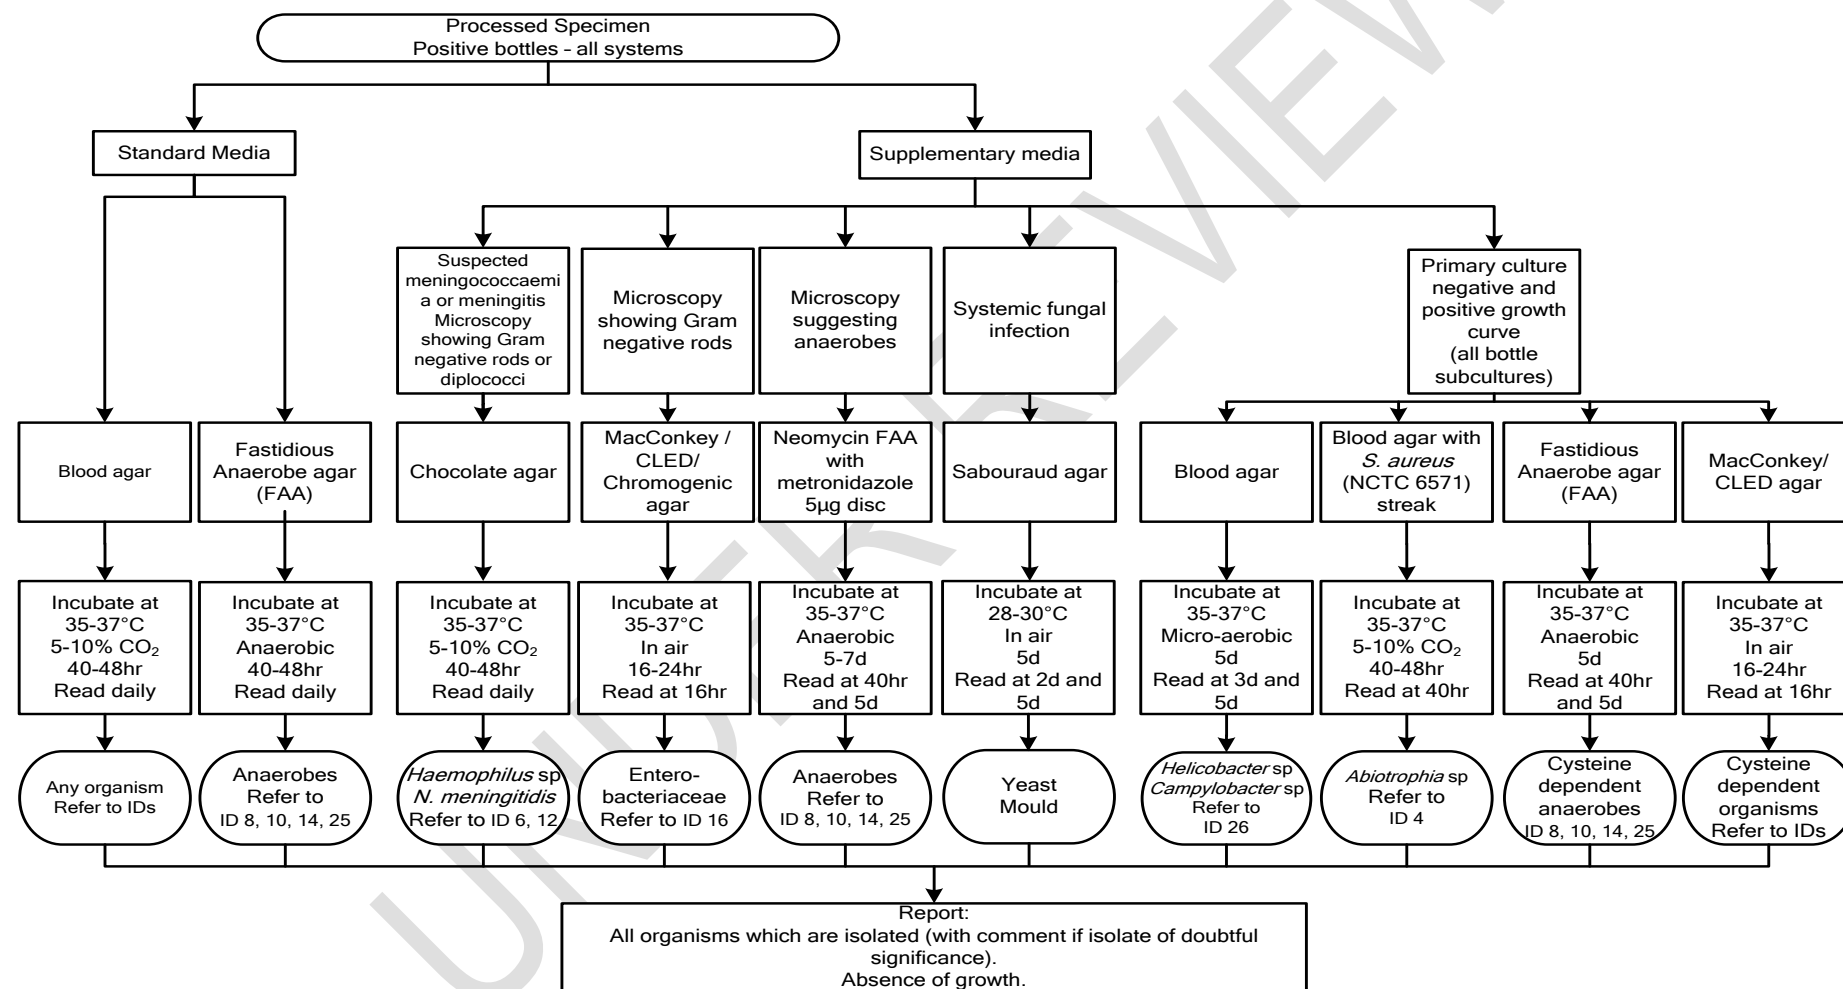 Processed Specimen
Positive bottles - all systems
Standard Media
Supplementary media
Suspected
meningococcaemi
a or meningitis
Microscopy
showing Gram
negative rods or
diplococci
Microscopy
showing Gram
negative rods
Microscopy
suggesting
anaerobes
Systemic fungal
infection
Primary culture
negative and
positive growth
curve
(all bottle
subcultures)
Blood agar
Fastidious
Anaerobe agar
(FAA)
Chocolate agar
MacConkey /
CLED/
Chromogenic
agar
Neomycin FAA
with
metronidazole
5µg disc
Sabouraud agar
Blood agar
Blood agar with
S. aureus
(NCTC 6571)
streak
Fastidious
Anaerobe agar
(FAA)
MacConkey/
CLED agar
Incubate at
35-37°C
5-10% CO₂
40-48hr
Read daily
Incubate at
35-37°C
Anaerobic
40-48hr
Read daily
Incubate at
35-37°C
5-10% CO₂
40-48hr
Read daily
Incubate at
35-37°C
In air
16-24hr
Read at 16hr
Incubate at
35-37°C
Anaerobic
5-7d
Read at 40hr
and 5d
Incubate at
28-30°C
In air
5d
Read at 2d and
5d
Incubate at
35-37°C
Micro-aerobic
5d
Read at 3d and
5d
Incubate at
35-37°C
5-10% CO₂
40-48hr
Read at 40hr
Incubate at
35-37°C
Anaerobic
5d
Read at 40hr
and 5d
Incubate at
35-37°C
In air
16-24hr
Read at 16hr
Any organism
Refer to IDs
Anaerobes
Refer to
ID 8, 10, 14, 25
Haemophilus sp
N. meningitidis
Refer to ID 6, 12
Entero-
bacteriaceae
Refer to ID 16
Anaerobes
Refer to
ID 8, 10, 14, 25
Yeast
Mould
Helicobacter sp
Campylobacter sp
Refer to
ID 26
Abiotrophia sp
Refer to
ID 4
Cysteine
dependent
anaerobes
ID 8, 10, 14, 25
Cysteine
dependent
organisms
Refer to IDs
Report:
All organisms which are isolated (with comment if isolate of doubtful
significance).
Absence of growth.
UNDER REVIEW